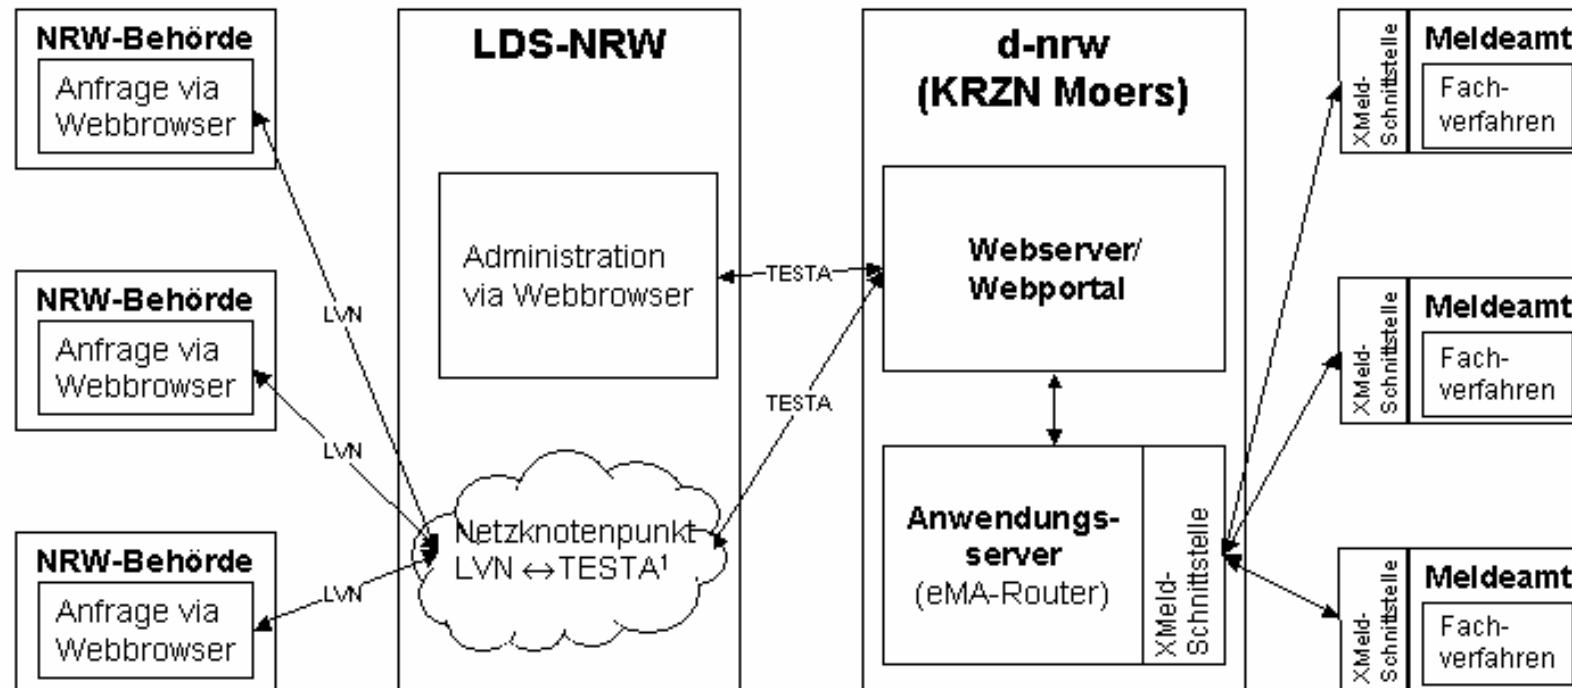 NRW-Behörde
Anfrage via
Webbrowser
NRW-Behörde
Anfrage via
Webbrowser
NRW-Behörde
Anfrage via
Webbrowser
LVN
LVN
LVN
LDS-NRW
Administration
via Webbrowser
Netzknotenpunkt
LVN ↔TESTA¹
TESTA
TESTA
d-nrw
(KRZN Moers)
Webserver/
Webportal
Anwendungs-
server
(eMA-Router)
XMeld-
Schnittstelle
XMeld-
Schnittstelle
Meldeamt
Fach-
verfahren
XMeld-
Schnittstelle
Meldeamt
Fach-
verfahren
XMeld-
Schnittstelle
Meldeamt
Fach-
verfahren